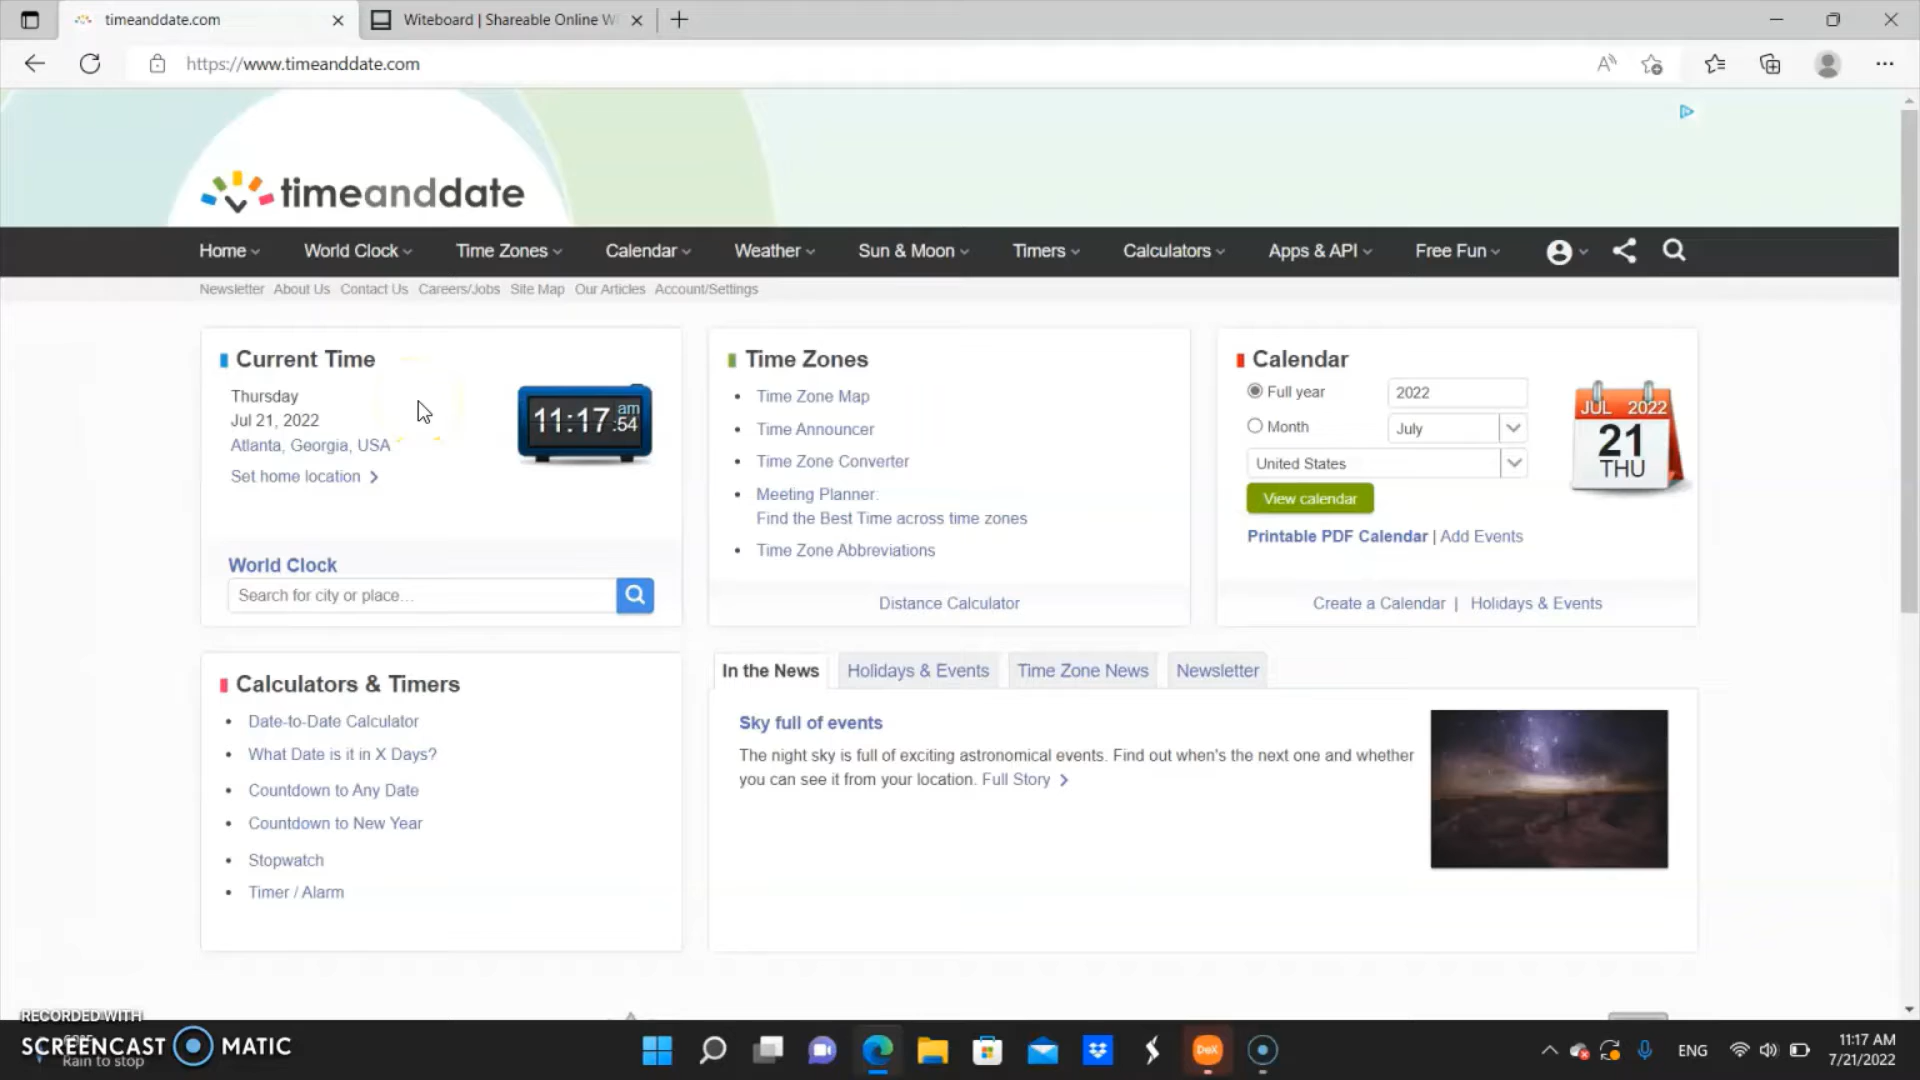 timeanddate.com
Witeboard | Shareable Online W
https://www.timeanddate.com
timeanddate
Home World Clock Time Zones Calendar Weather Sun & Moon Timers Calculators Apps & API Free Fun
Newsletter About Us Contact Us Careers/Jobs Site Map Our Articles Account/Settings
Current Time
Thursday
Jul 21, 2022
Atlanta, Georgia, USA
Set home location
11:17:54 am
World Clock
Search for city or place...
Time Zones
Time Zone Map
Time Announcer
Time Zone Converter
Meeting Planner:
Find the Best Time across time zones
Time Zone Abbreviations
Distance Calculator
Calendar
Full year 2022
Month July
United States
View calendar
JUL 2022
21
THU
Printable PDF Calendar | Add Events
Create a Calendar | Holidays & Events
Calculators & Timers
Date-to-Date Calculator
What Date is it in X Days?
Countdown to Any Date
Countdown to New Year
Stopwatch
Timer / Alarm
In the News Holidays & Events Time Zone News Newsletter
Sky full of events
The night sky is full of exciting astronomical events. Find out when's the next one and whether
you can see it from your location. Full Story
RECORDED WITH
SCREENCAST MATIC
Rain to stop
DeX
ENG
11:17 AM
7/21/2022